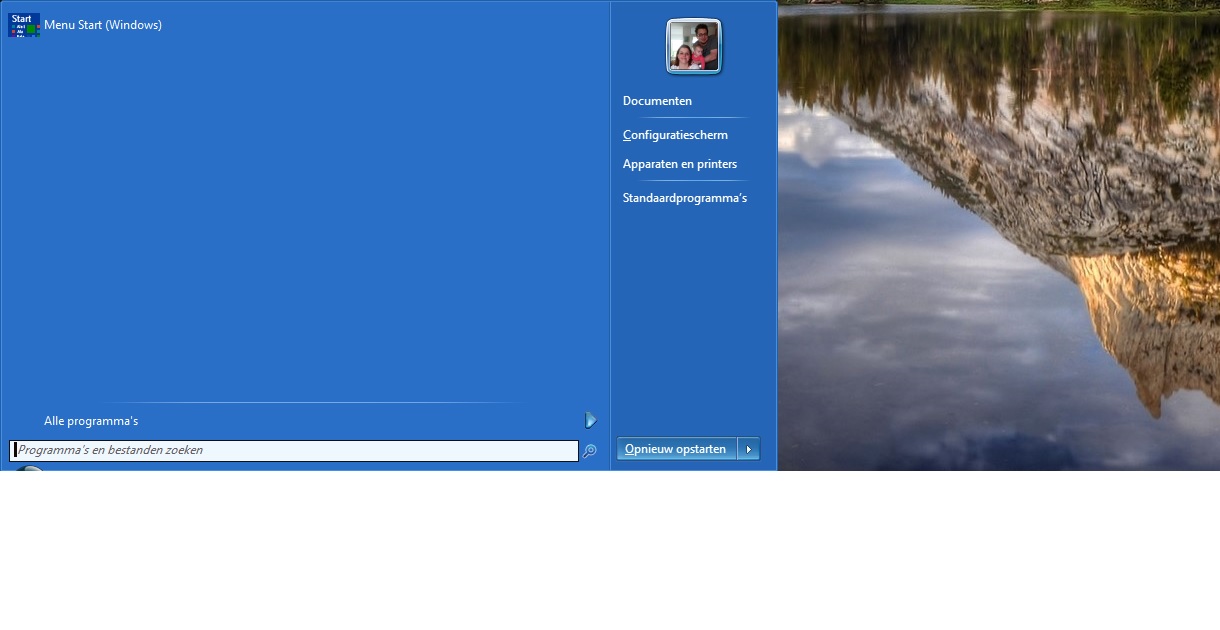 Start
Menu Start (Windows)
Documenten
Configuratiescherm
Apparaten en printers
Standaardprogramma's
Alle programma's
Programma's en bestanden zoeken
Opnieuw opstarten